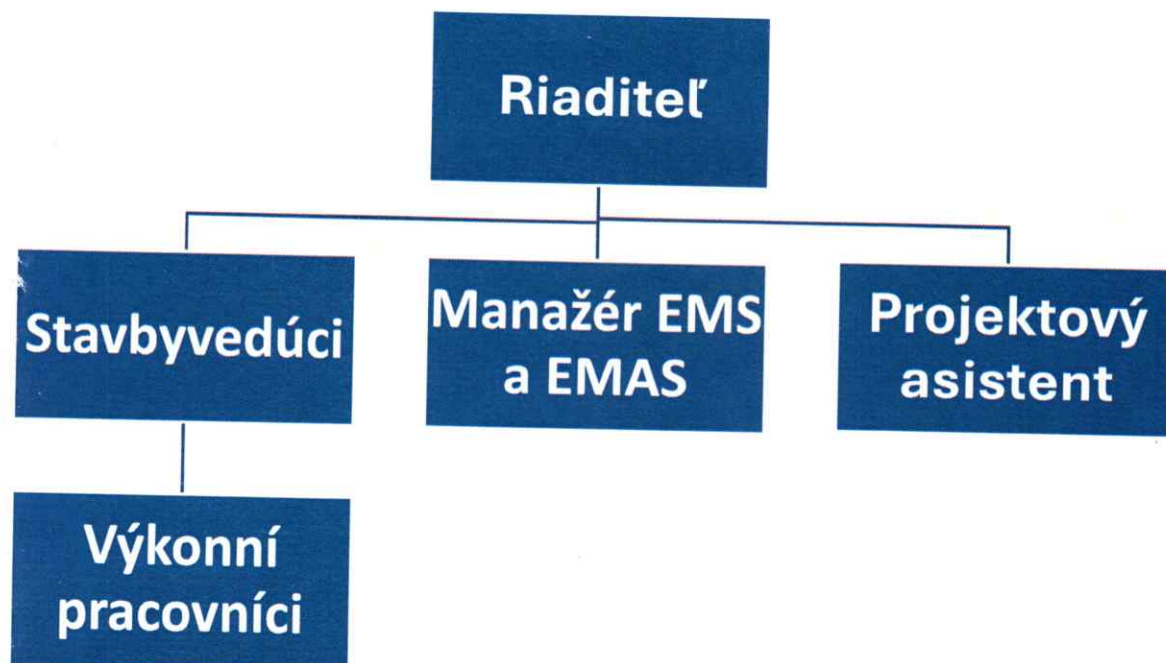 Riaditeľ
Stavbyvedúci
Manažér EMS
a EMAS
Projektový
asistent
Výkonní
pracovníci